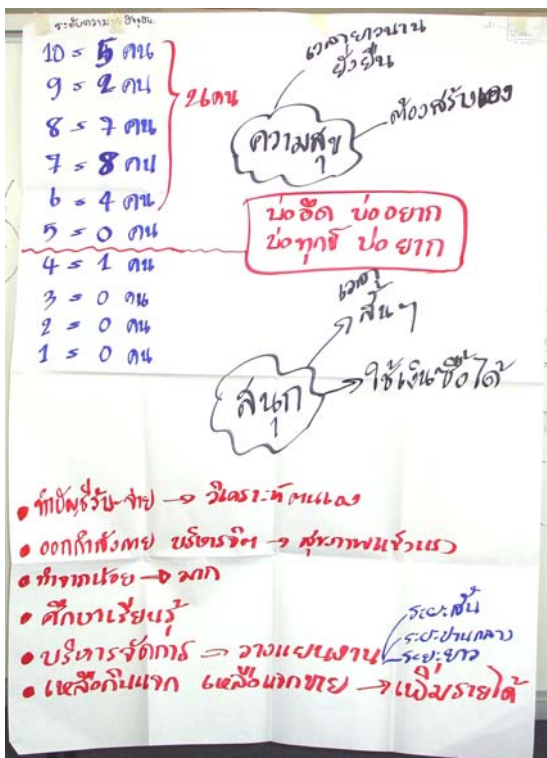 ระดับความสุข ปัจจุบัน
10 = 5 คน
9 = 2 คน
8 = 7 คน
7 = 8 คน
6 = 4 คน
5 = 0 คน
4 = 1 คน
3 = 0 คน
2 = 0 คน
1 = 0 คน
คน
เวลายาวนาน
ยั่งยืน
ความสุข
ต้องสร้างเอง
บ่อึด บ่ออยาก
บ่ทุกข์ บ่อยาก
เวลา
สั้นๆ
สนุก
ใช้เงินซื้อได้
• ทำบัญชีรับ-จ่าย → วิเคราะห์ตนเอง
• ออกกำลังกาย บริหารจิต → สุขภาพแข็งแรง
• ทำจากน้อย → มาก
• ศึกษาเรียนรู้
• บริหารจัดการ → วางแผนงาน
ระยะสั้น
ระยะปานกลาง
ระยะยาว
• เหลือกินแจก เหลือแจกขาย → เพิ่มรายได้